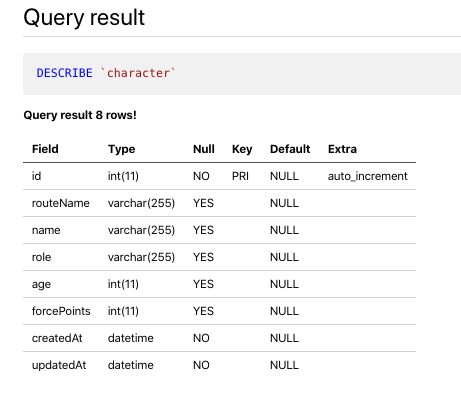 Query result
DESCRIBE `character`
Query result 8 rows!
Field Type Null Key Default Extra
id int(11) NO PRI NULL auto_increment
routeName varchar(255) YES NULL
name varchar(255) YES NULL
role varchar(255) YES NULL
age int(11) YES NULL
forcePoints int(11) YES NULL
createdAt datetime NO NULL
updatedAt datetime NO NULL